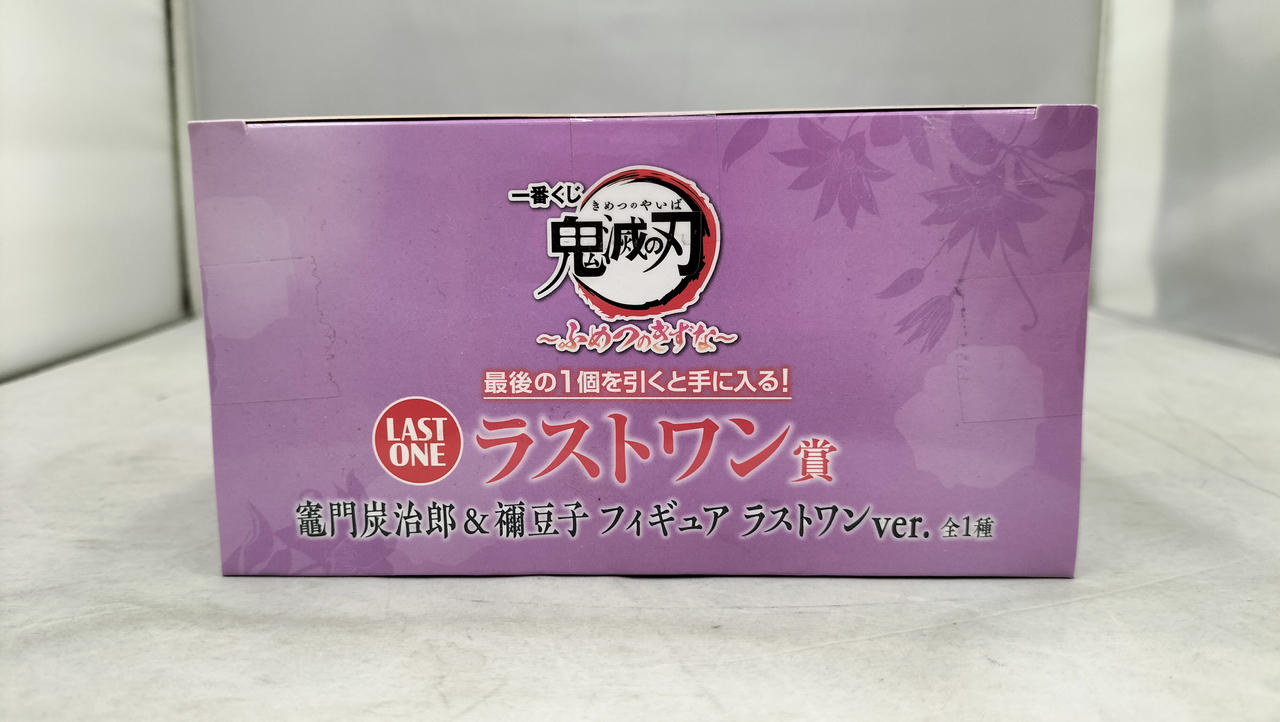 一番くじ
きめつのやいば
鬼滅の刃
～ふめつのきずな～
最後の1個を引くと手に入る!
LAST
ONE
ラストワン賞
竈門炭治郎&禰豆子 フィギュア ラストワンver. 全1種